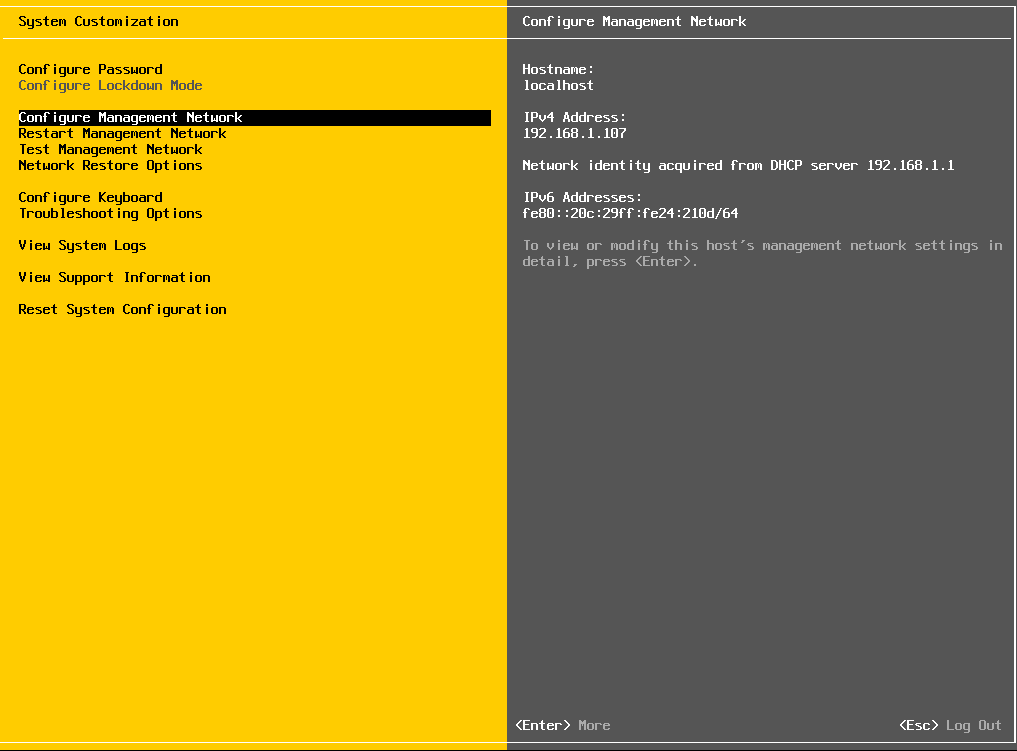 System Customization
Configure Password
Configure Lockdown Mode
Configure Management Network
Restart Management Network
Test Management Network
Network Restore Options
Configure Keyboard
Troubleshooting Options
View System Logs
View Support Information
Reset System Configuration
Configure Management Network
Hostname:
localhost
IPv4 Address:
192.168.1.107
Network identity acquired from DHCP server 192.168.1.1
IPv6 Addresses:
fe80::20c:29ff:fe24:210d/64
To view or modify this host's management network settings in
detail, press <Enter>.
<Enter> More
<Esc> Log Out